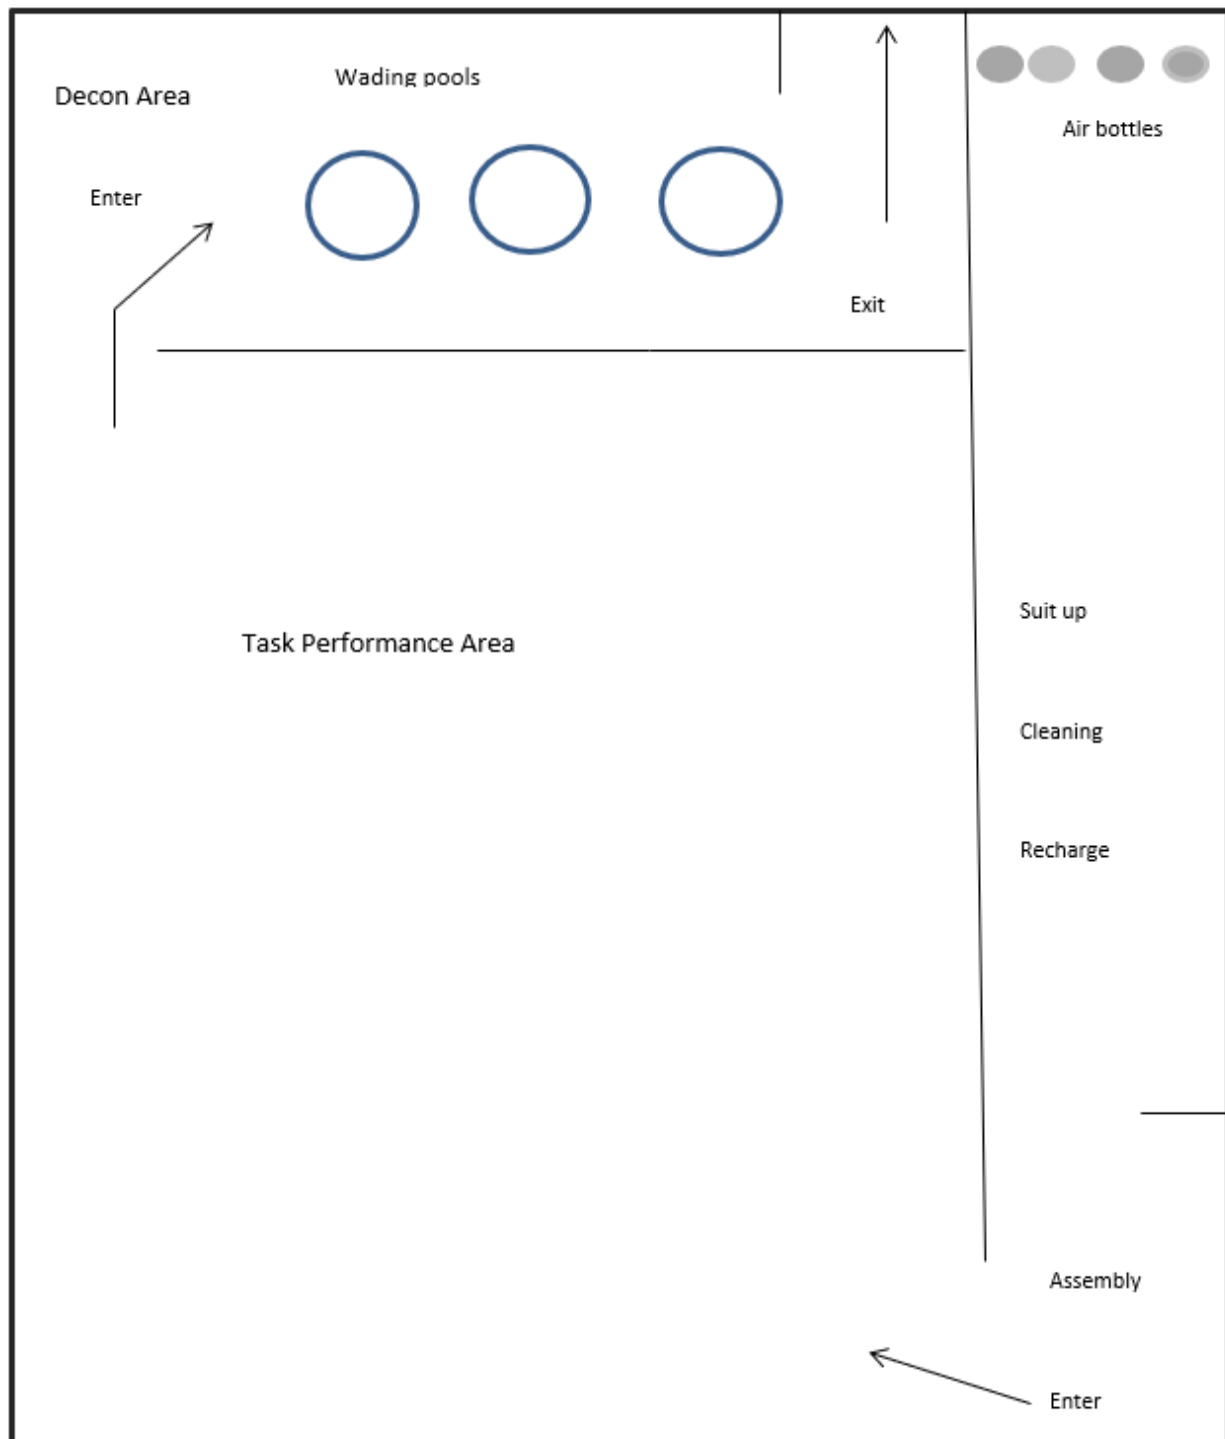 Wading pools
Decon Area
Air bottles
Enter
Exit
Suit up
Task Performance Area
Cleaning
Recharge
Assembly
Enter